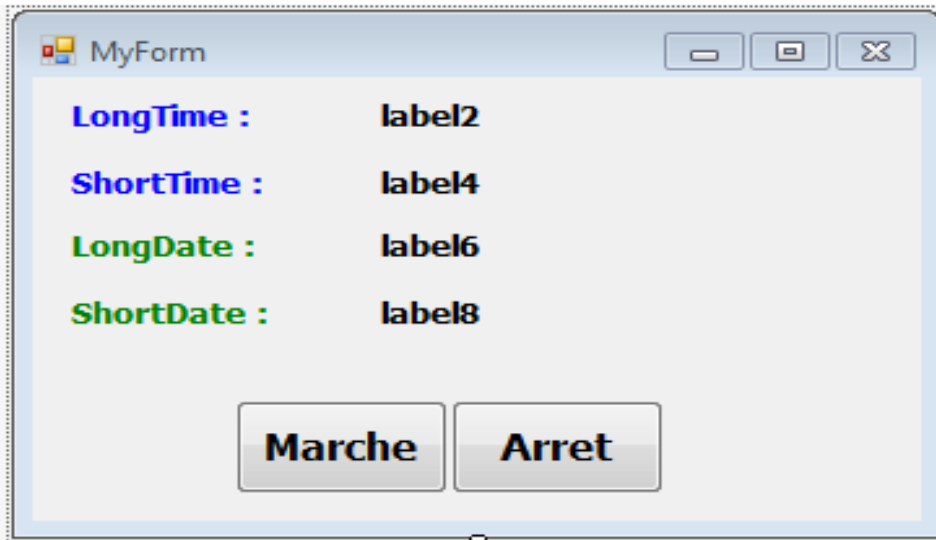 MyForm
LongTime : label2
ShortTime : label4
LongDate : label6
ShortDate : label8
Marche Arret